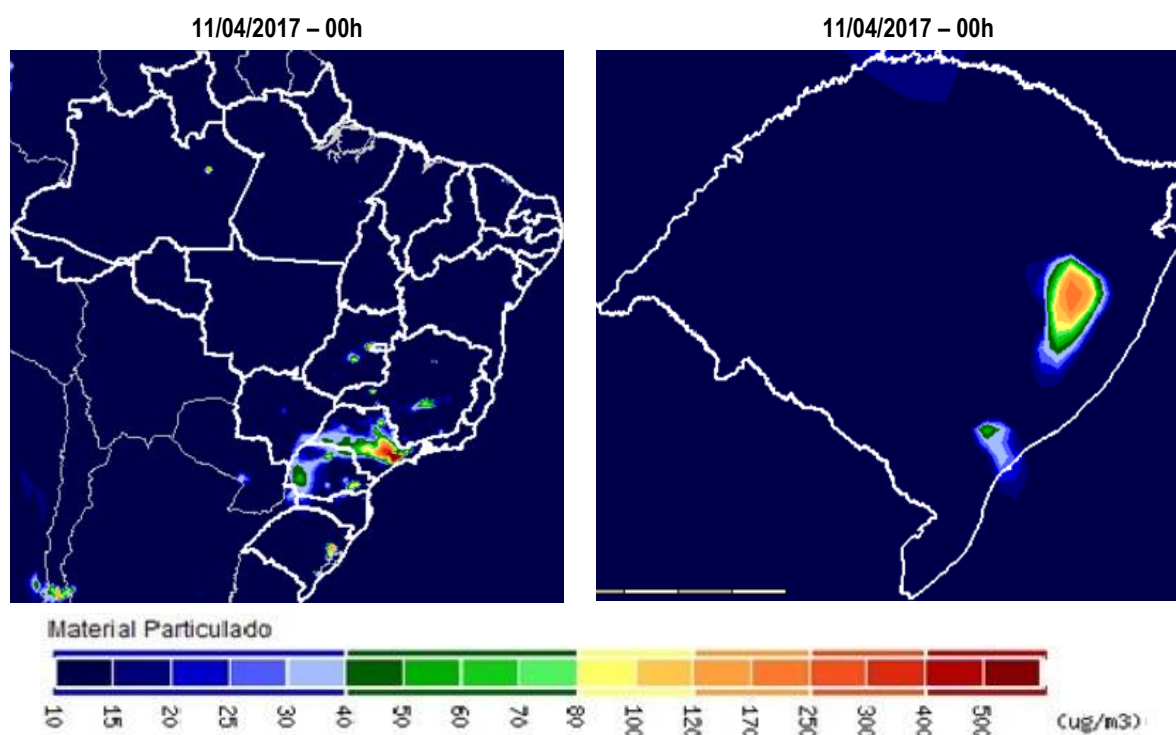 11/04/2017 – 00h
11/04/2017 – 00h
Material Particulado
10 15 20 25 30 40 50 60 70 80 100 120 170 250 300 400 500 (ug/m3)